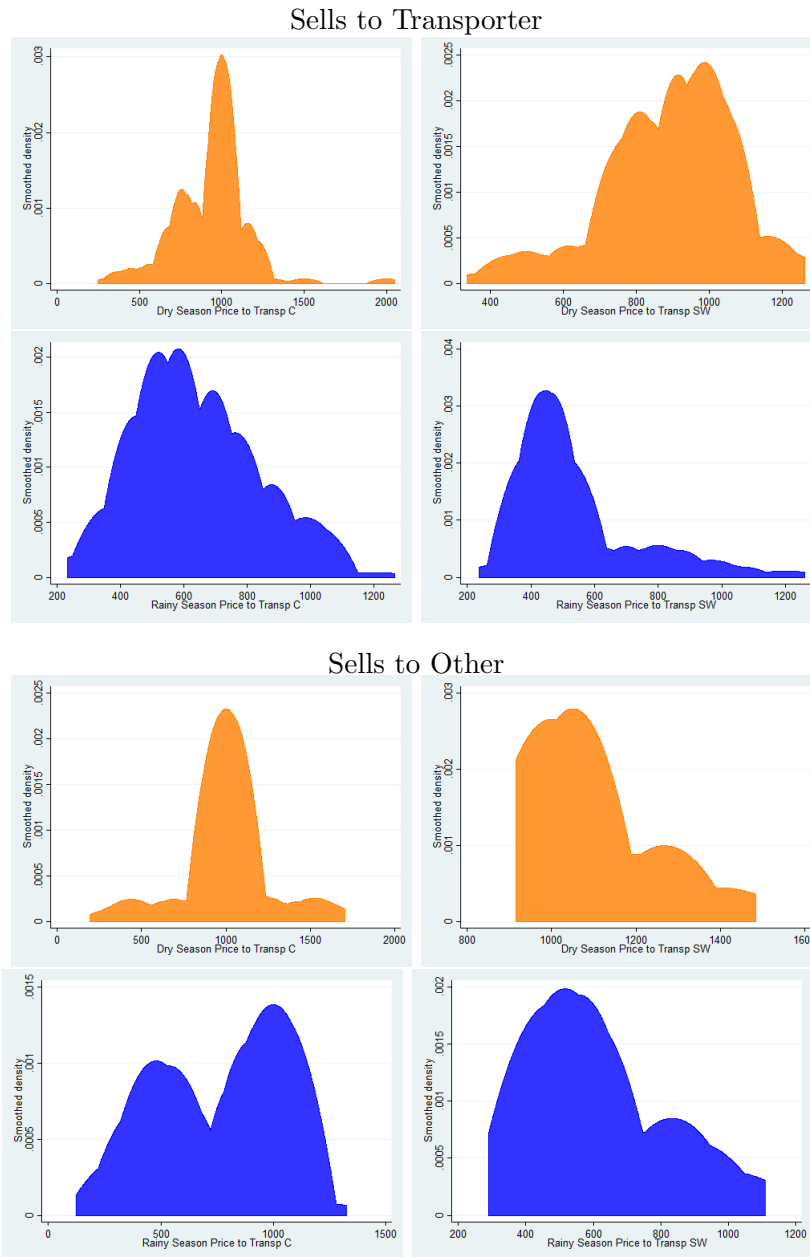 Sells to Transporter
Smoothed density
0 .001 .002 .003
0 500 1000 1500 2000
Dry Season Price to Transp C
Smoothed density
0 .0005 .001 .0015 .002 .0025
400 600 800 1000 1200
Dry Season Price to Transp SW
Smoothed density
0 .0005 .001 .0015 .002
200 400 600 800 1000 1200
Rainy Season Price to Transp C
Smoothed density
0 .001 .002 .003 .004
200 400 600 800 1000 1200
Rainy Season Price to Transp SW
Sells to Other
Smoothed density
0 .0005 .001 .0015 .002 .0025
0 500 1000 1500 2000
Dry Season Price to Transp C
Smoothed density
0 .001 .002 .003
800 1000 1200 1400 1600
Dry Season Price to Transp SW
Smoothed density
0 .0005 .001 .0015
0 500 1000 1500
Rainy Season Price to Transp C
Smoothed density
0 .0005 .001 .0015 .002
200 400 600 800 1000 1200
Rainy Season Price to Transp SW